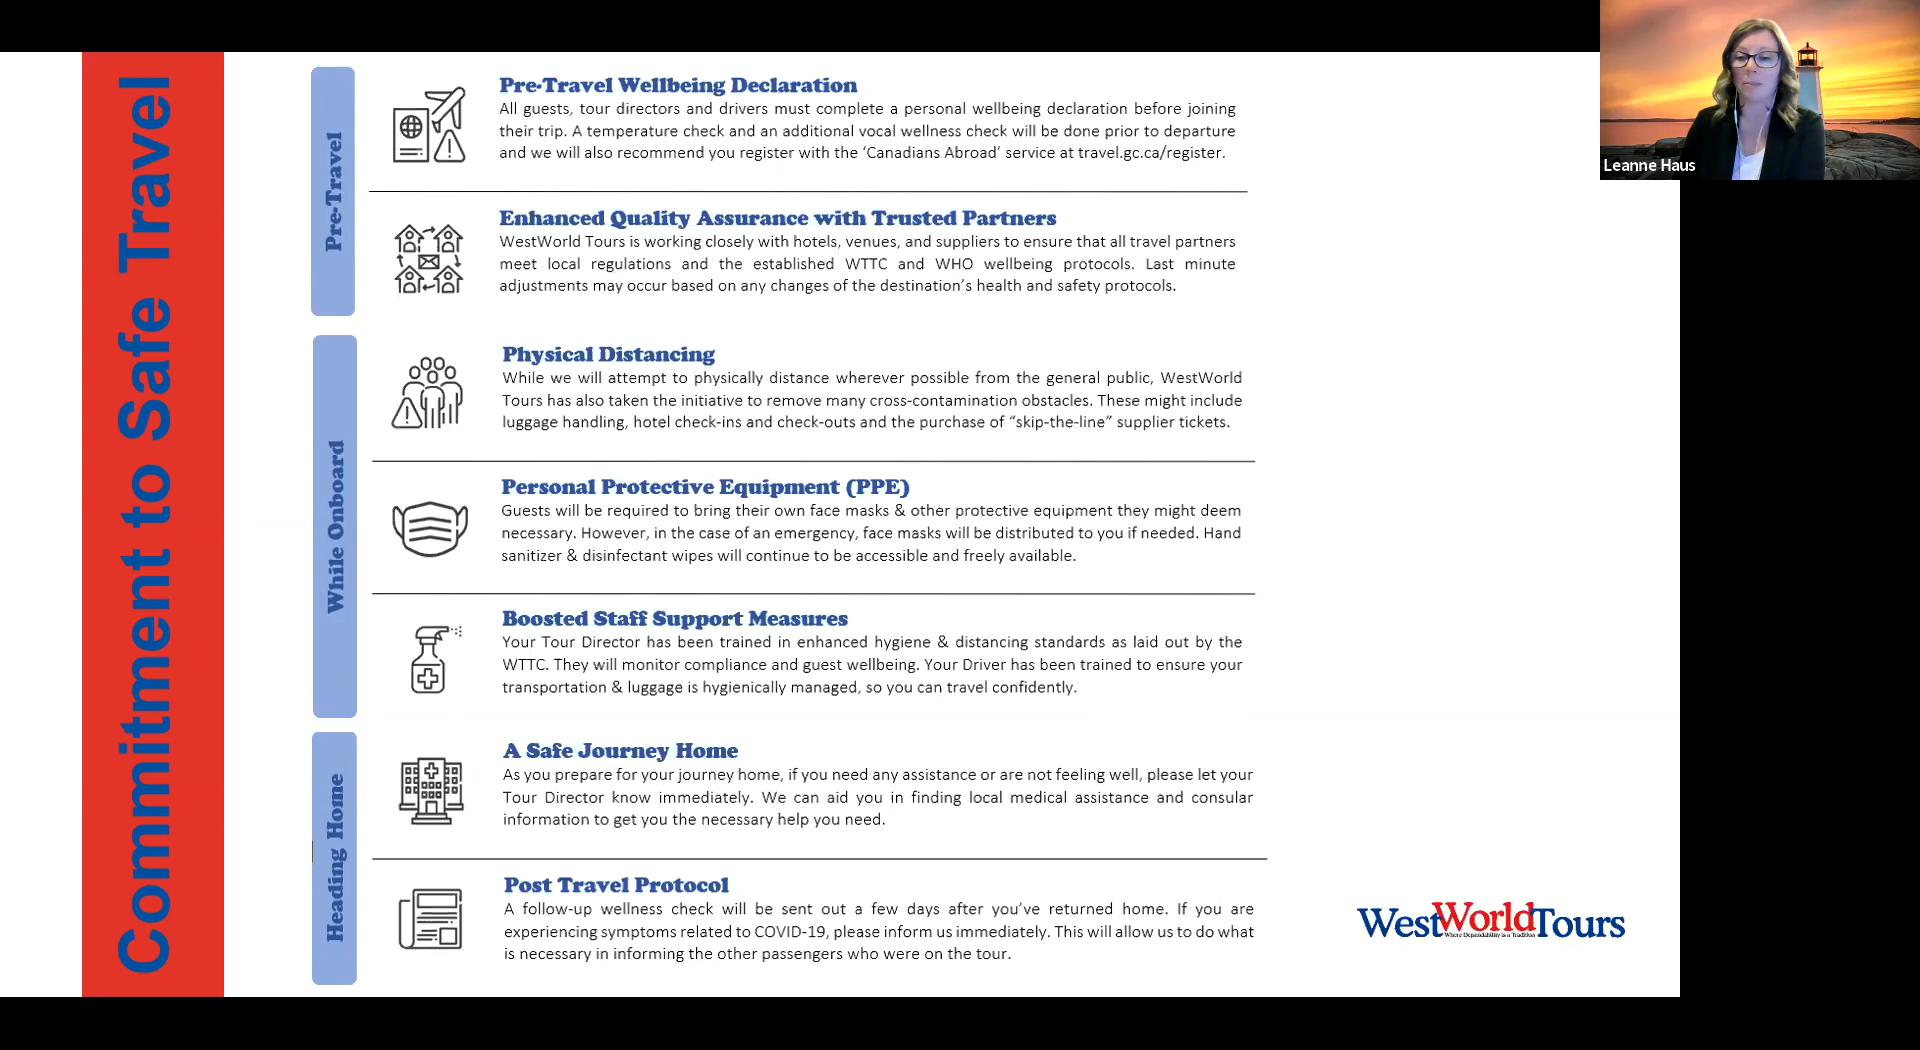 Commitment to Safe Travel
Pre-Travel
Pre-Travel Wellbeing Declaration
All guests, tour directors and drivers must complete a personal wellbeing declaration before joining
their trip. A temperature check and an additional vocal wellness check will be done prior to departure
and we will also recommend you register with the ‘Canadians Abroad’ service at travel.gc.ca/register.
Enhanced Quality Assurance with Trusted Partners
WestWorld Tours is working closely with hotels, venues, and suppliers to ensure that all travel partners
meet local regulations and the established WTTC and WHO wellbeing protocols. Last minute
adjustments may occur based on any changes of the destination’s health and safety protocols.
While Onboard
Physical Distancing
While we will attempt to physically distance wherever possible from the general public, WestWorld
Tours has also taken the initiative to remove many cross-contamination obstacles. These might include
luggage handling, hotel check-ins and check-outs and the purchase of “skip-the-line” supplier tickets.
Personal Protective Equipment (PPE)
Guests will be required to bring their own face masks & other protective equipment they might deem
necessary. However, in the case of an emergency, face masks will be distributed to you if needed. Hand
sanitizer & disinfectant wipes will continue to be accessible and freely available.
Boosted Staff Support Measures
Your Tour Director has been trained in enhanced hygiene & distancing standards as laid out by the
WTTC. They will monitor compliance and guest wellbeing. Your Driver has been trained to ensure your
transportation & luggage is hygienically managed, so you can travel confidently.
Heading Home
A Safe Journey Home
As you prepare for your journey home, if you need any assistance or are not feeling well, please let your
Tour Director know immediately. We can aid you in finding local medical assistance and consular
information to get you the necessary help you need.
Post Travel Protocol
A follow-up wellness check will be sent out a few days after you’ve returned home. If you are
experiencing symptoms related to COVID-19, please inform us immediately. This will allow us to do what
is necessary in informing the other passengers who were on the tour.
WestWorldTours
Where Dependability is a Tradition
Leanne Haus